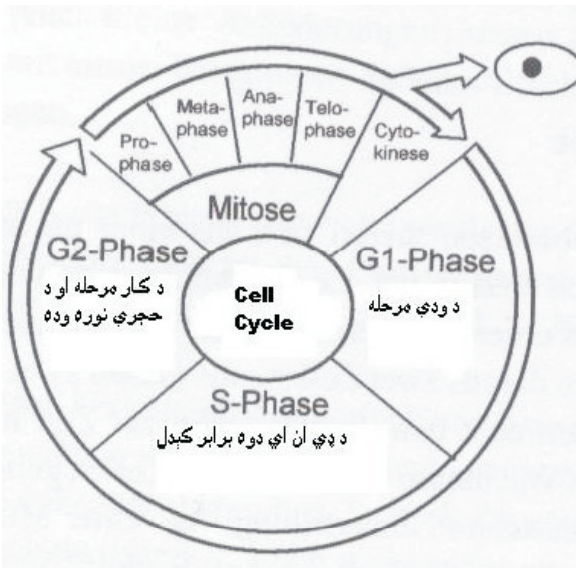 Pro-
phase
Meta-
phase
Ana-
phase
Telo-
phase
Cyto-
kinese
Mitose
G2-Phase
د کار مرحله او د
حجرې نوره وده
Cell
Cycle
G1-Phase
د ودې مرحله
S-Phase
د ډي ان اي دوه برابر کېدل